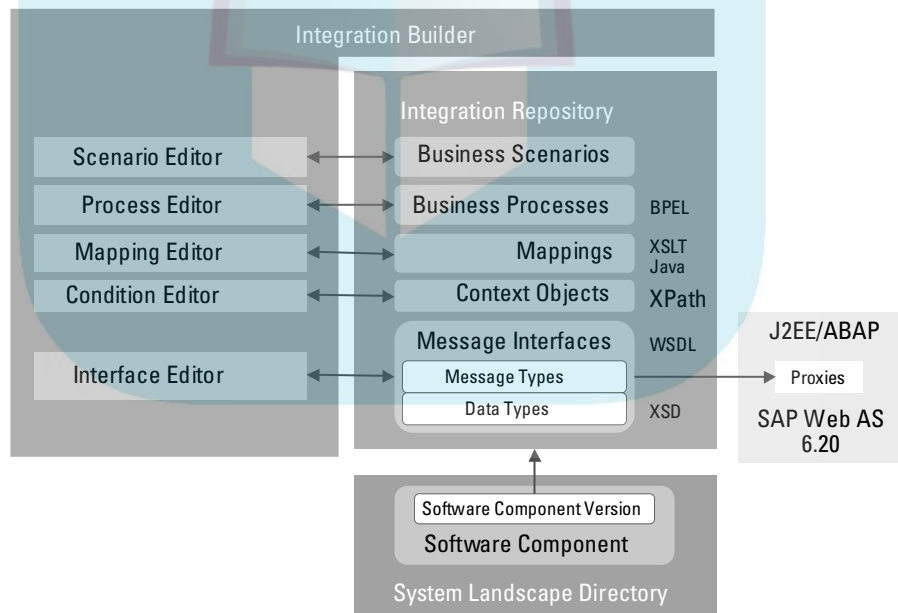 Integration Builder
Integration Repository
Scenario Editor
Business Scenarios
Process Editor
Business Processes
BPEL
Mapping Editor
Mappings
XSLT
Java
Condition Editor
Context Objects
XPath
Interface Editor
Message Interfaces
WSDL
Message Types
Data Types
XSD
J2EE/ABAP
Proxies
SAP Web AS
6.20
Software Component Version
Software Component
System Landscape Directory